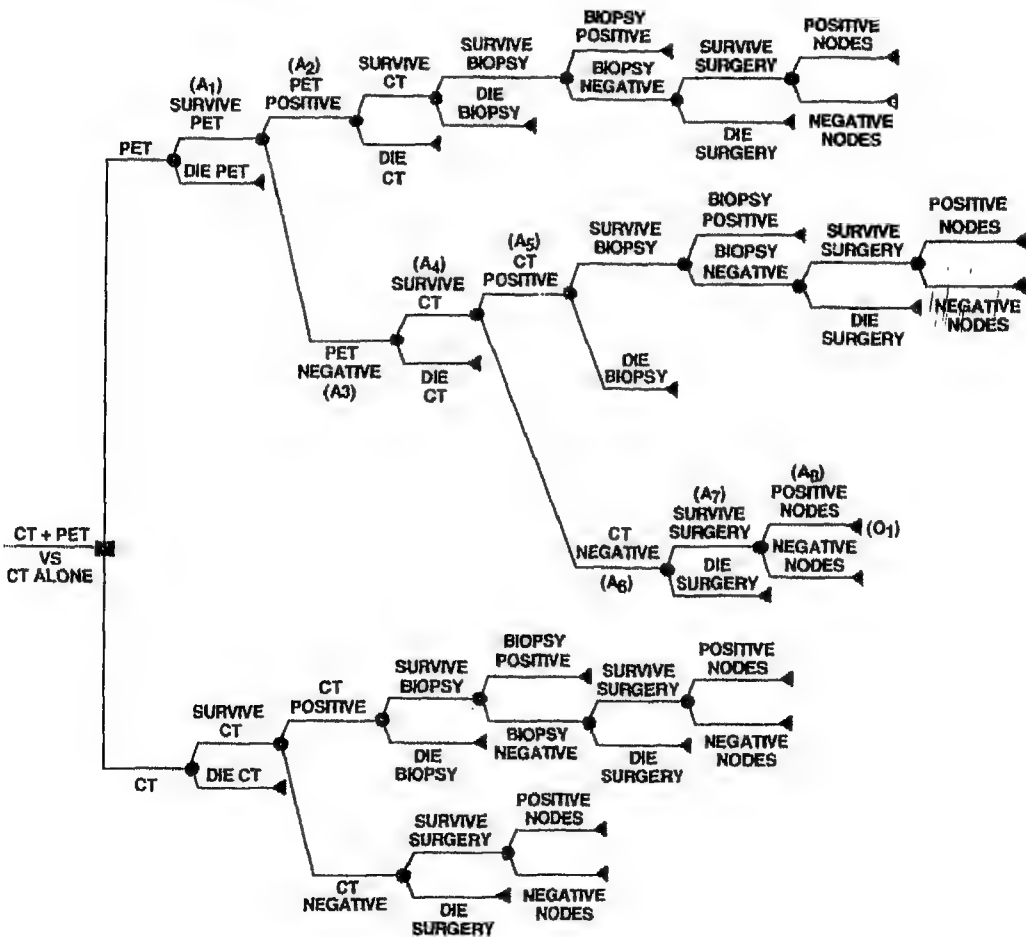 BIOPSY
POSITIVE
SURVIVE
BIOPSY
BIOPSY
NEGATIVE
DIE
BIOPSY
SURVIVE
SURGERY
POSITIVE
NODES
DIE
SURGERY
NEGATIVE
NODES
(A1)
SURVIVE
PET
(A2)
PET
POSITIVE
SURVIVE
CT
DIE
CT
PET
DIE PET
PET
NEGATIVE
(A3)
(A4)
SURVIVE
CT
DIE
CT
(A5)
CT
POSITIVE
SURVIVE
BIOPSY
DIE
BIOPSY
BIOPSY
POSITIVE
BIOPSY
NEGATIVE
SURVIVE
SURGERY
DIE
SURGERY
POSITIVE
NODES
NEGATIVE
NODES
CT
NEGATIVE
(A6)
(A7)
SURVIVE
SURGERY
DIE
SURGERY
(A8)
POSITIVE
NODES
(O1)
NEGATIVE
NODES
CT + PET
VS
CT ALONE
CT
SURVIVE
CT
DIE CT
CT
POSITIVE
SURVIVE
BIOPSY
DIE
BIOPSY
BIOPSY
POSITIVE
BIOPSY
NEGATIVE
SURVIVE
SURGERY
DIE
SURGERY
POSITIVE
NODES
NEGATIVE
NODES
CT
NEGATIVE
SURVIVE
SURGERY
DIE
SURGERY
POSITIVE
NODES
NEGATIVE
NODES